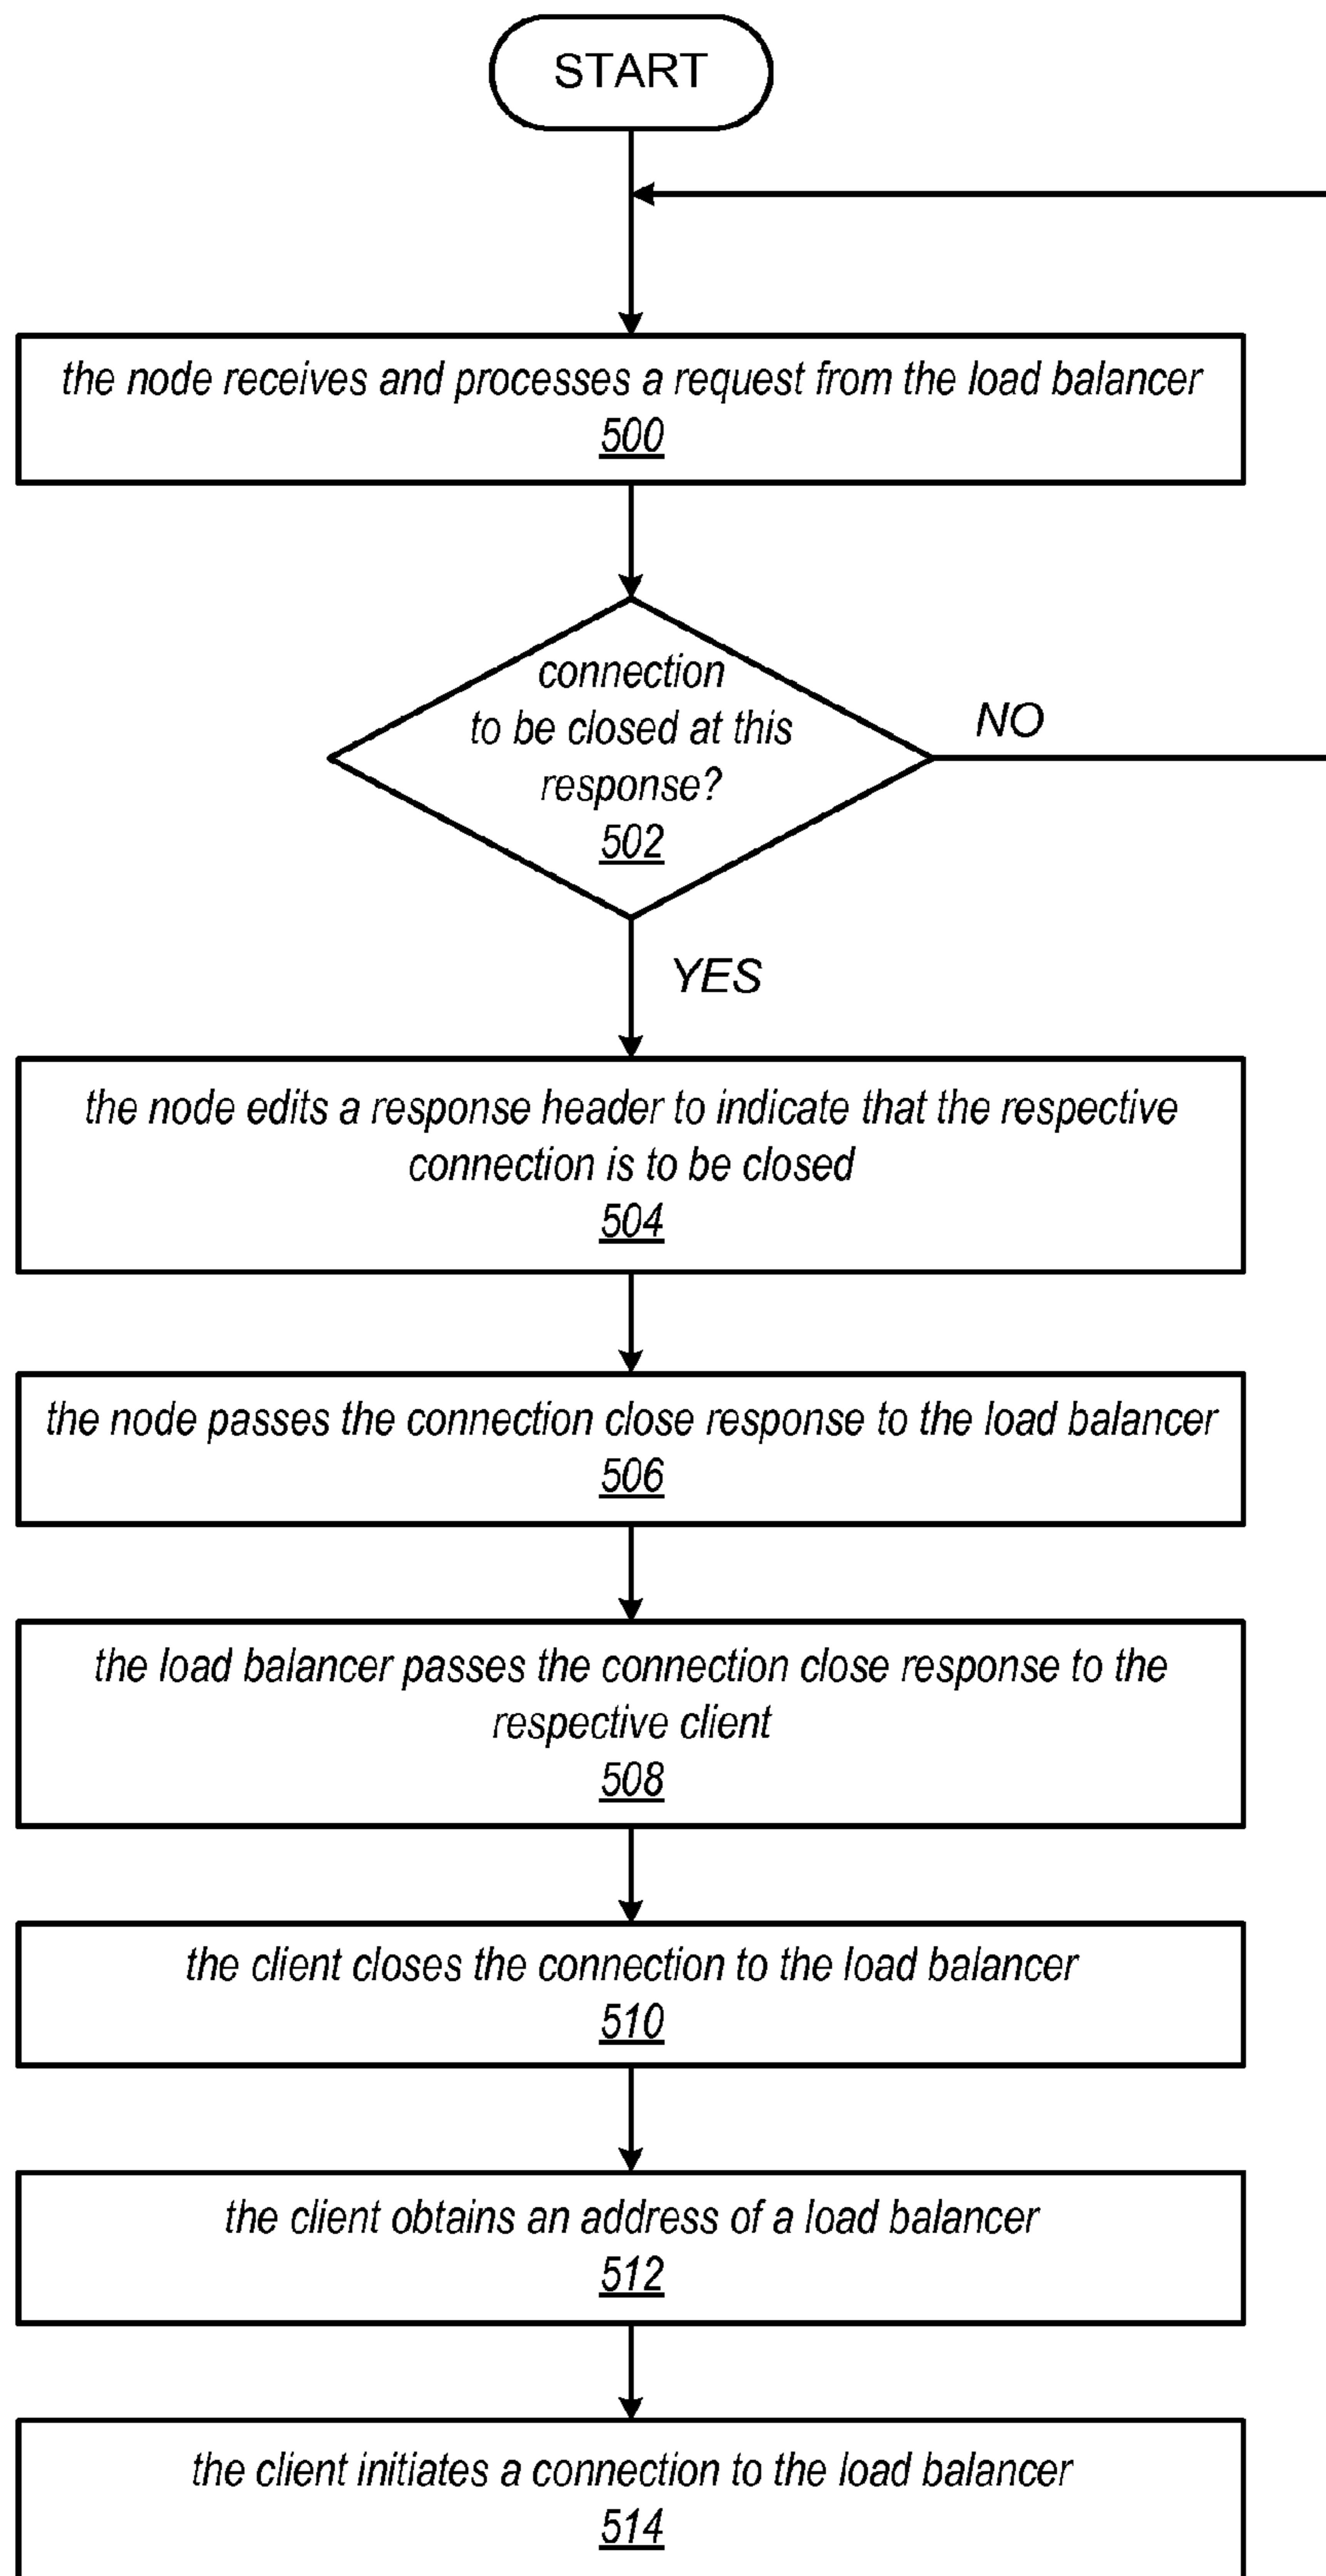 START
the node receives and processes a request from the load balancer
500
connection
to be closed at this
response?
502
NO
YES
the node edits a response header to indicate that the respective
connection is to be closed
504
the node passes the connection close response to the load balancer
506
the load balancer passes the connection close response to the
respective client
508
the client closes the connection to the load balancer
510
the client obtains an address of a load balancer
512
the client initiates a connection to the load balancer
514